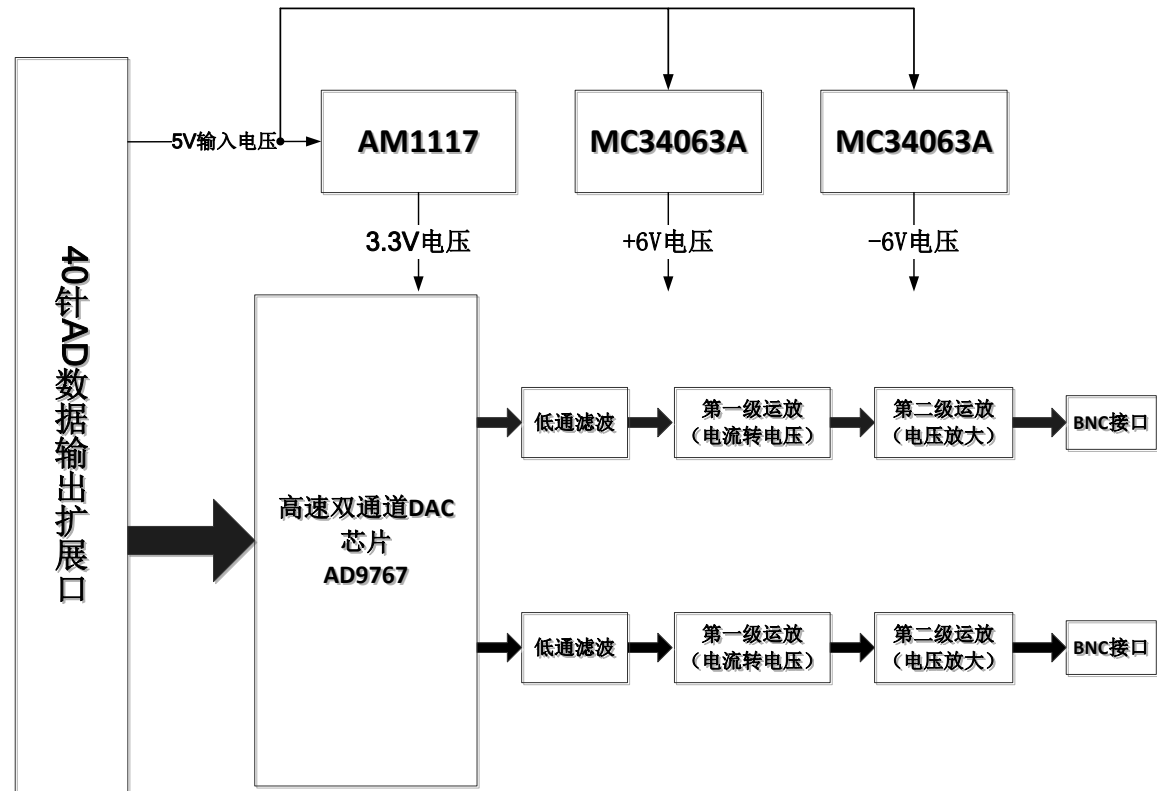 5V输入电压
AM1117
MC34063A
MC34063A
3.3V电压
+6V电压
-6V电压
40针AD数据输出扩展口
高速双通道DAC
芯片
AD9767
低通滤波
第一级运放
（电流转电压）
第二级运放
（电压放大）
BNC接口
低通滤波
第一级运放
（电流转电压）
第二级运放
（电压放大）
BNC接口